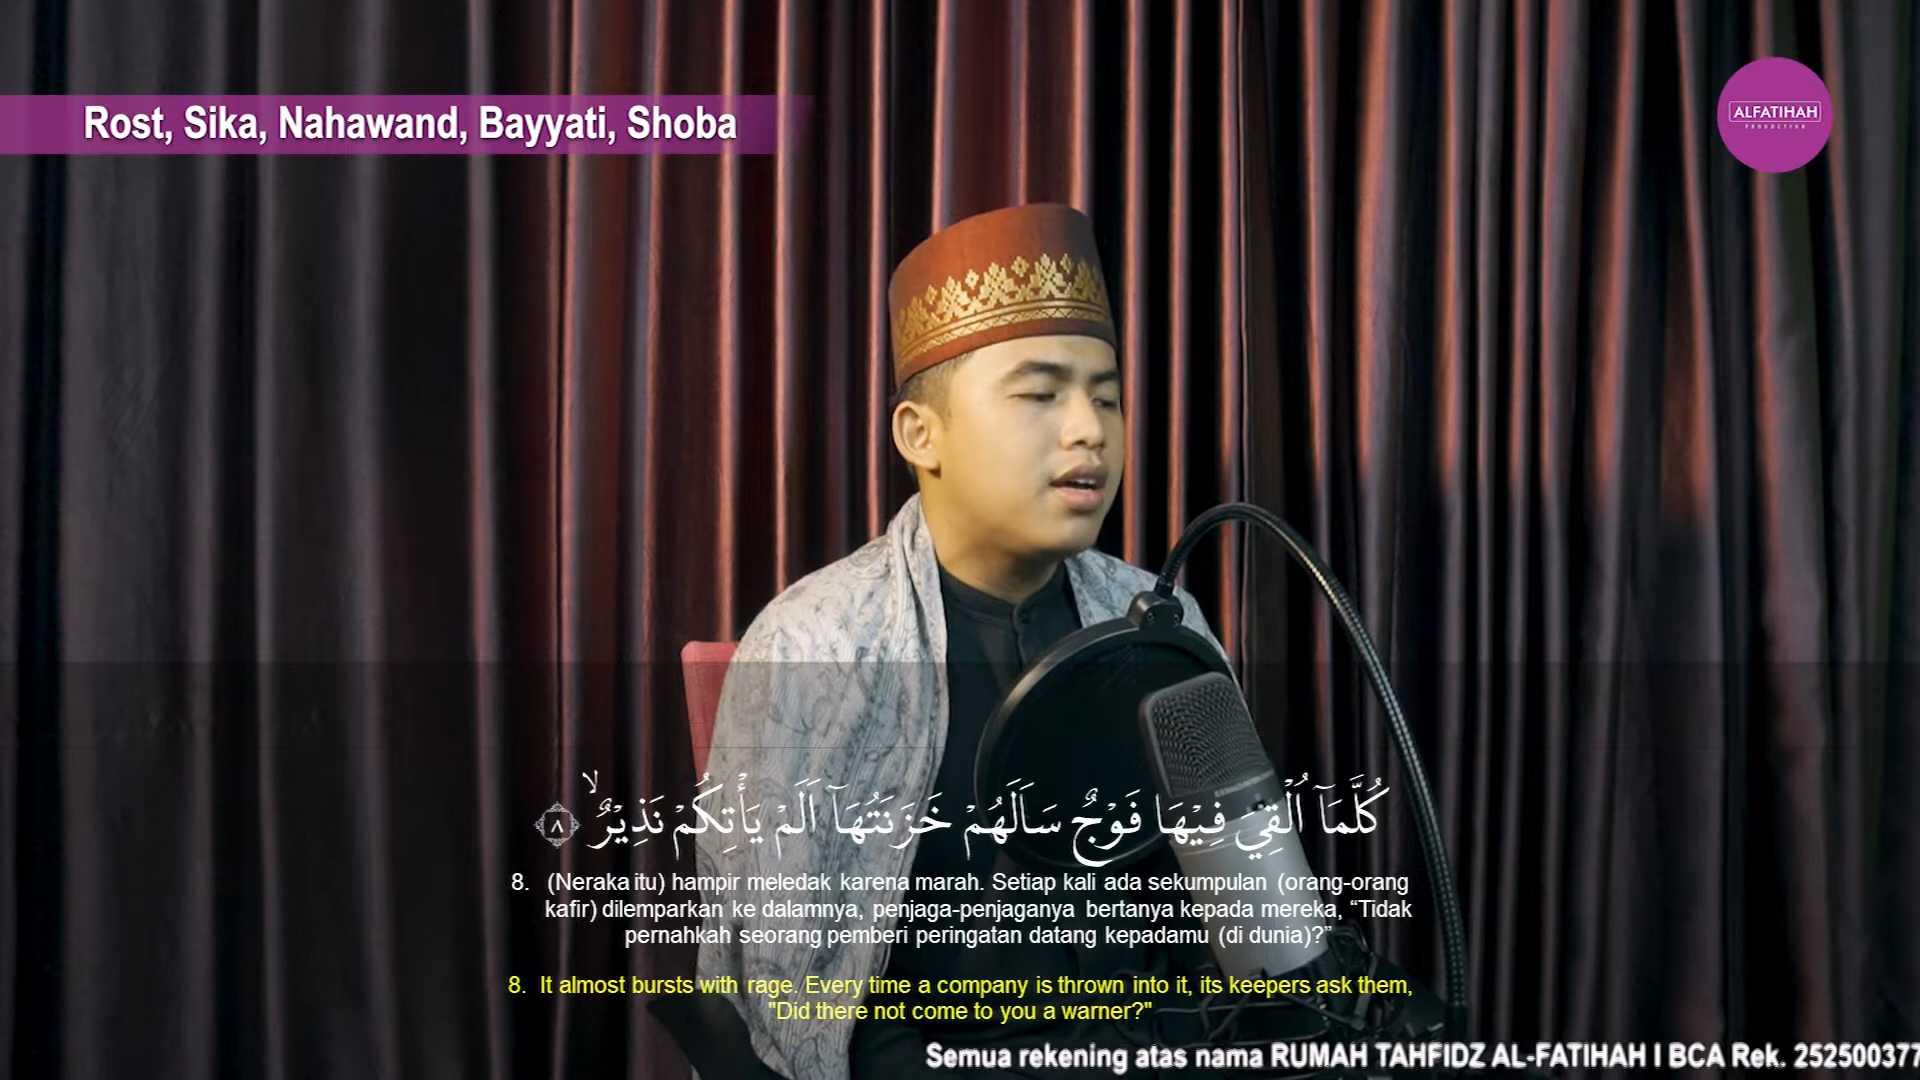 Rost, Sika, Nahawand, Bayyati, Shoba
ALFATIHAH
PRODUCTION
كُلَّمَآ اُلْقِيَ فِيْهَا فَوْجٌ سَاَلَهُمْ خَزَنَتُهَآ اَلَمْ يَأْتِكُمْ نَذِيْرٌۙ ٨
8. (Neraka itu) hampir meledak karena marah. Setiap kali ada sekumpulan (orang-orang
kafir) dilemparkan ke dalamnya, penjaga-penjaganya bertanya kepada mereka, “Tidak
pernahkah seorang pemberi peringatan datang kepadamu (di dunia)?”
8. It almost bursts with rage. Every time a company is thrown into it, its keepers ask them,
"Did there not come to you a warner?"
Semua rekening atas nama RUMAH TAHFIDZ AL-FATIHAH I BCA Rek. 252500377